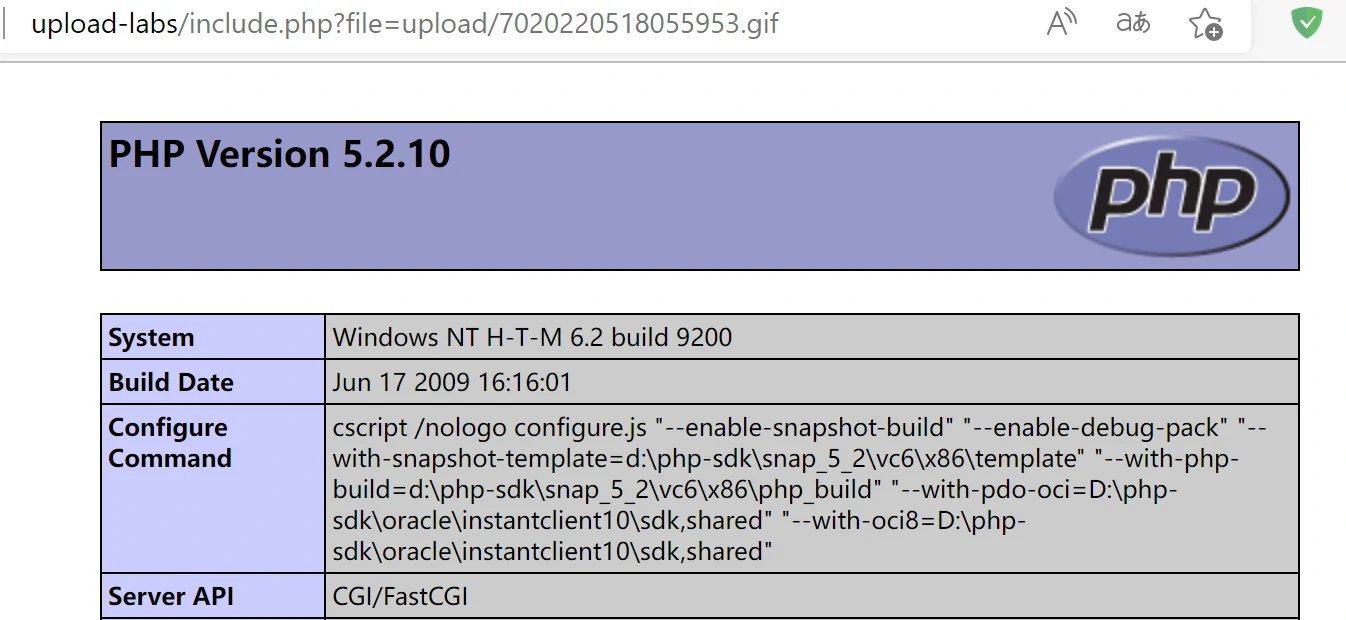 upload-labs/include.php?file=upload/7020220518055953.gif
PHP Version 5.2.10
php
System Windows NT H-T-M 6.2 build 9200
Build Date Jun 17 2009 16:16:01
Configure Command
cscript /nologo configure.js "--enable-snapshot-build" "--enable-debug-pack" "--
with-snapshot-template=d:\php-sdk\snap_5_2\vc6\x86\template" "--with-php-
build=d:\php-sdk\snap_5_2\vc6\x86\php_build" "--with-pdo-oci=D:\php-
sdk\oracle\instantclient10\sdk,shared" "--with-oci8=D:\php-
sdk\oracle\instantclient10\sdk,shared"
Server API CGI/FastCGI